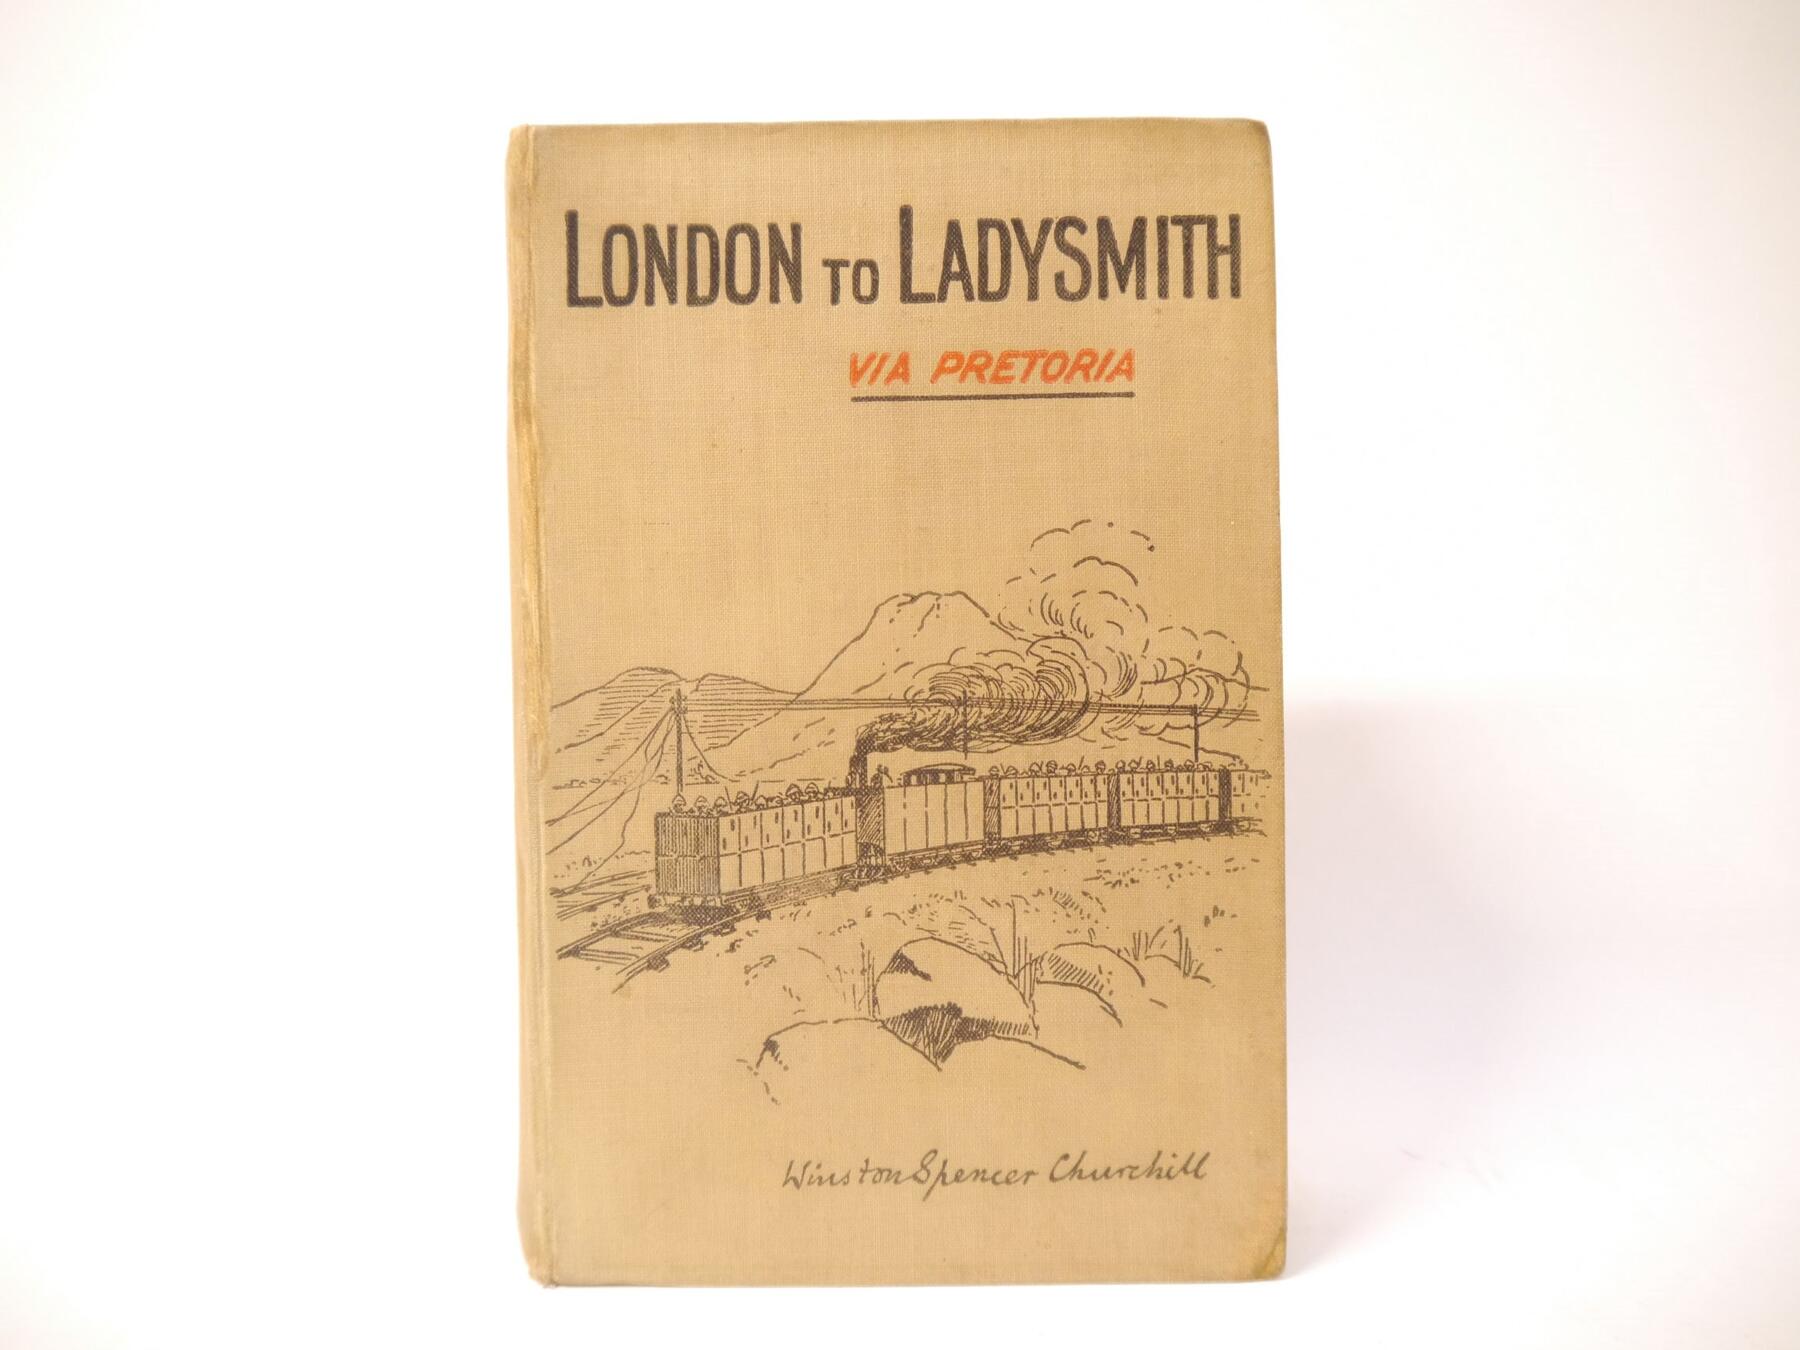 LONDON TO LADYSMITH
VIA PRETORIA
Winston Spencer Churchill